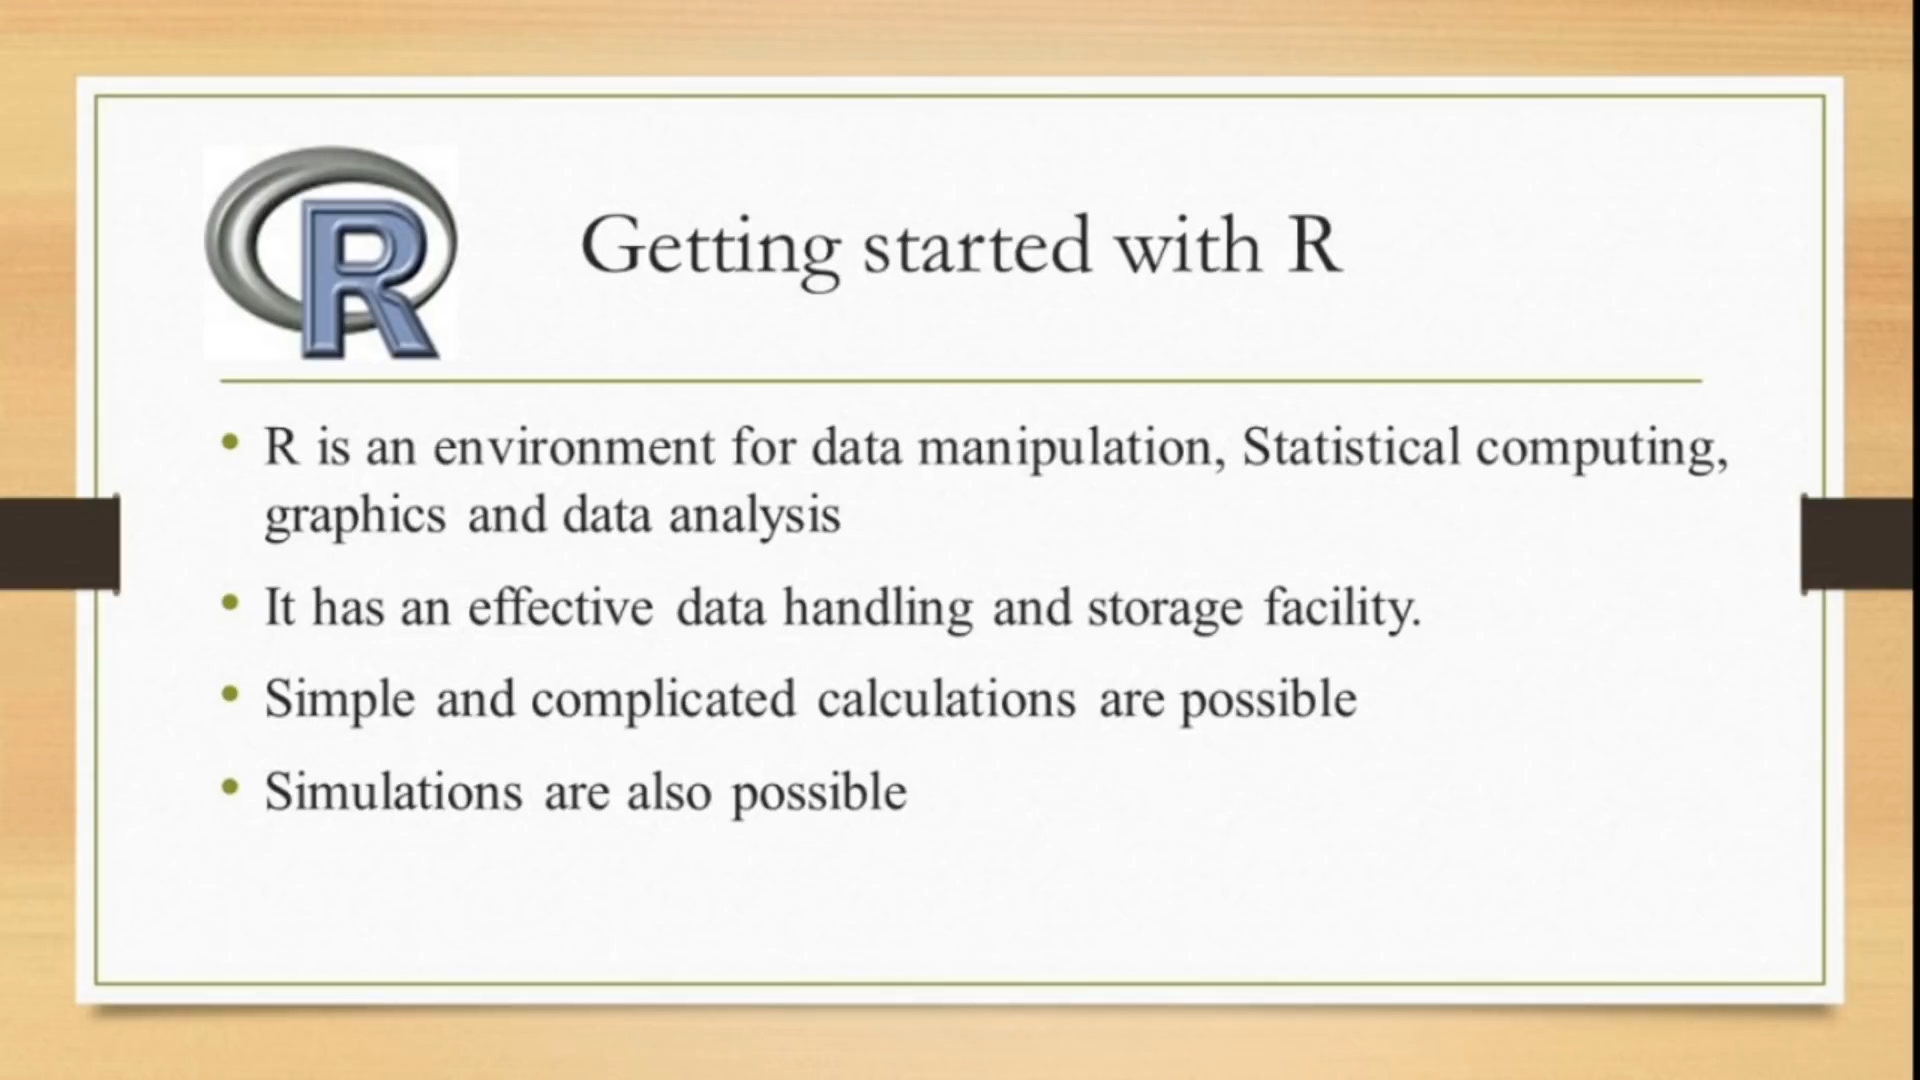 R
Getting started with R
• R is an environment for data manipulation, Statistical computing,
graphics and data analysis
• It has an effective data handling and storage facility.
• Simple and complicated calculations are possible
• Simulations are also possible